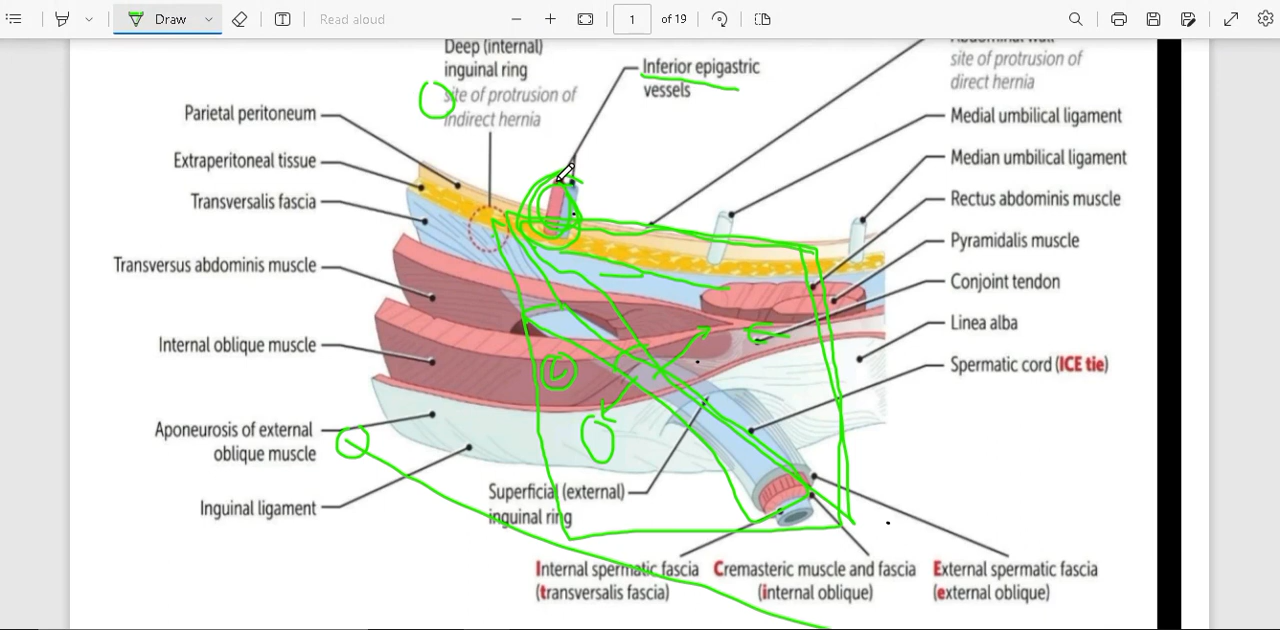 Draw
Read aloud
1
of 19
Deep (internal)
inguinal ring
site of protrusion of
indirect hernia
Inferior epigastric
vessels
Abdominal wall
site of protrusion of
direct hernia
Parietal peritoneum
Extraperitoneal tissue
Transversalis fascia
Transversus abdominis muscle
Internal oblique muscle
Aponeurosis of external
oblique muscle
Inguinal ligament
Medial umbilical ligament
Median umbilical ligament
Rectus abdominis muscle
Pyramidalis muscle
Conjoint tendon
Linea alba
Spermatic cord (ICE tie)
Superficial (external)
inguinal ring
Internal spermatic fascia
(transversalis fascia)
Cremasteric muscle and fascia
(internal oblique)
External spermatic fascia
(external oblique)